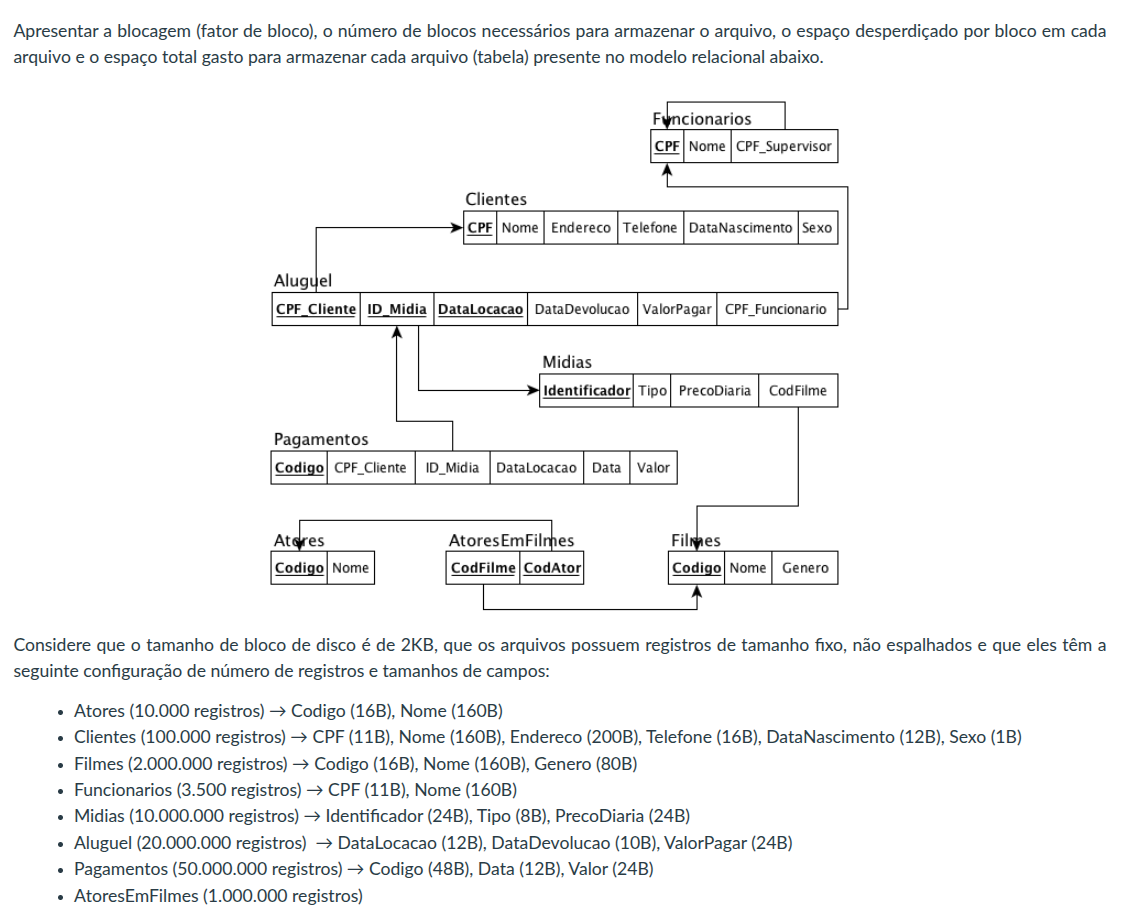 Apresentar a blocagem (fator de bloco), o número de blocos necessários para armazenar o arquivo, o espaço desperdiçado por bloco em cada
arquivo e o espaço total gasto para armazenar cada arquivo (tabela) presente no modelo relacional abaixo.
Funcionarios
CPF Nome CPF_Supervisor
Clientes
CPF Nome Endereco Telefone DataNascimento Sexo
Aluguel
CPF_Cliente ID_Midia DataLocacao DataDevolucao ValorPagar CPF_Funcionario
Midias
Identificador Tipo PrecoDiaria CodFilme
Pagamentos
Codigo CPF_Cliente ID_Midia DataLocacao Data Valor
Atores AtoresEmFilmes Filmes
Codigo Nome CodFilme CodAtor Codigo Nome Genero
Considere que o tamanho de bloco de disco é de 2KB, que os arquivos possuem registros de tamanho fixo, não espalhados e que eles têm a
seguinte configuração de número de registros e tamanhos de campos:
• Atores (10.000 registros) → Codigo (16B), Nome (160B)
• Clientes (100.000 registros) → CPF (11B), Nome (160B), Endereco (200B), Telefone (16B), DataNascimento (12B), Sexo (1B)
• Filmes (2.000.000 registros) → Codigo (16B), Nome (160B), Genero (80B)
• Funcionarios (3.500 registros) → CPF (11B), Nome (160B)
• Midias (10.000.000 registros) → Identificador (24B), Tipo (8B), PrecoDiaria (24B)
• Aluguel (20.000.000 registros) → DataLocacao (12B), DataDevolucao (10B), ValorPagar (24B)
• Pagamentos (50.000.000 registros) → Codigo (48B), Data (12B), Valor (24B)
• AtoresEmFilmes (1.000.000 registros)